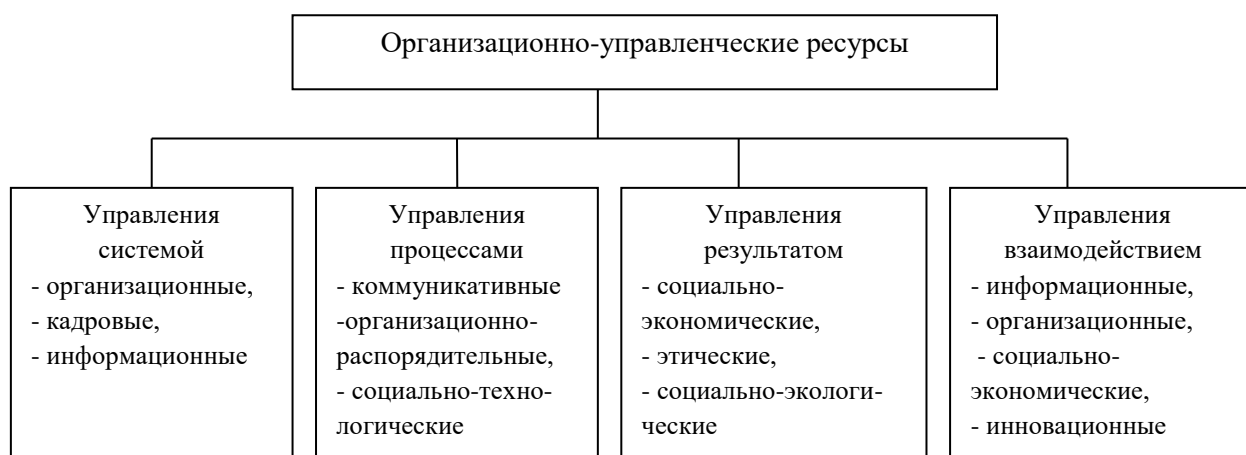 Организационно-управленческие ресурсы
Управления
системой
- организационные,
- кадровые,
- информационные
Управления
процессами
- коммуникативные
-организационно-
распорядительные,
- социально-техно-
логические
Управления
результатом
- социально-
экономические,
- этические,
- социально-экологи-
ческие
Управления
взаимодействием
- информационные,
- организационные,
- социально-
экономические,
- инновационные